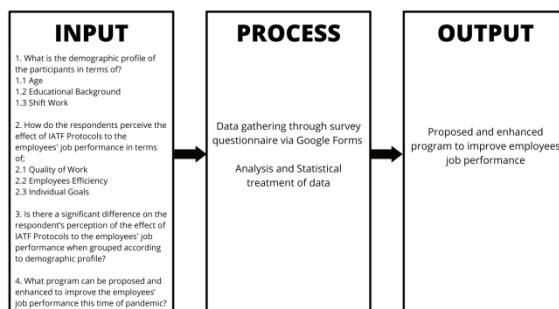 INPUT
1. What is the demographic profile of
the participants in terms of?
1.1 Age
1.2 Educational Background
1.3 Shift Work
2. How do the respondents perceive the
effect of IATF Protocols to the
employees' job performance in terms
of;
2.1 Quality of Work
2.2 Employees Efficiency
2.3 Individual Goals
3. Is there a significant difference on the
respondent's perception of the effect of
IATF Protocols to the employees' job
performance when grouped according
to demographic profile?
4. What program can be proposed and
enhanced to improve the employees'
job performance this time of pandemic?
PROCESS
Data gathering through survey
questionnaire via Google Forms
Analysis and Statistical
treatment of data
OUTPUT
Proposed and enhanced
program to improve employees
job performance